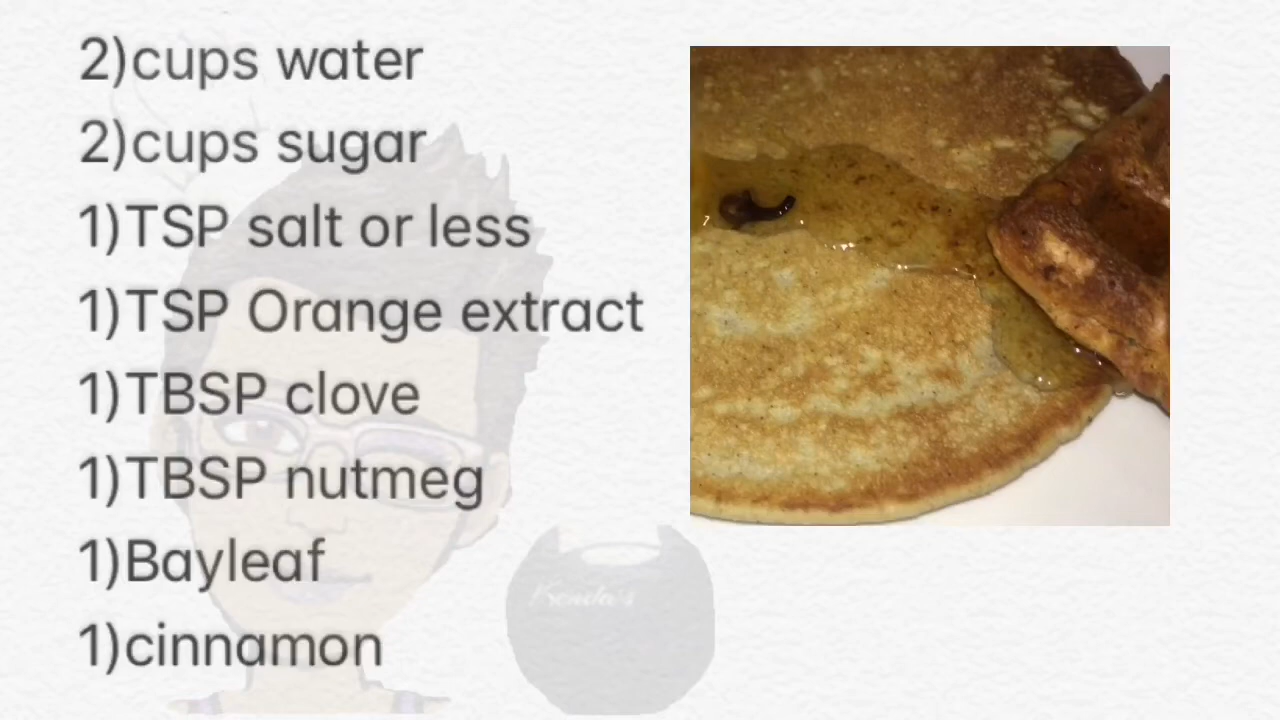 2)cups water
2)cups sugar
1)TSP salt or less
1)TSP Orange extract
1)TBSP clove
1)TBSP nutmeg
1)Bayleaf
1)cinnamon
Kenda's